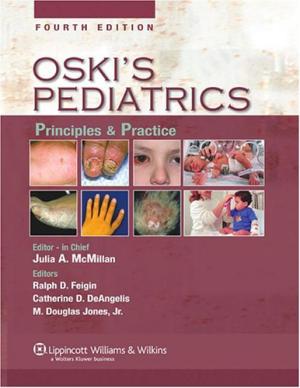 FOURTH EDITION
OSKI'S
PEDIATRICS
Principles & Practice
Editor - in Chief
Julia A. McMillan
Editors
Ralph D. Feigin
Catherine D. DeAngelis
M. Douglas Jones, Jr.
Lippincott Williams & Wilkins
a Wolters Kluwer business